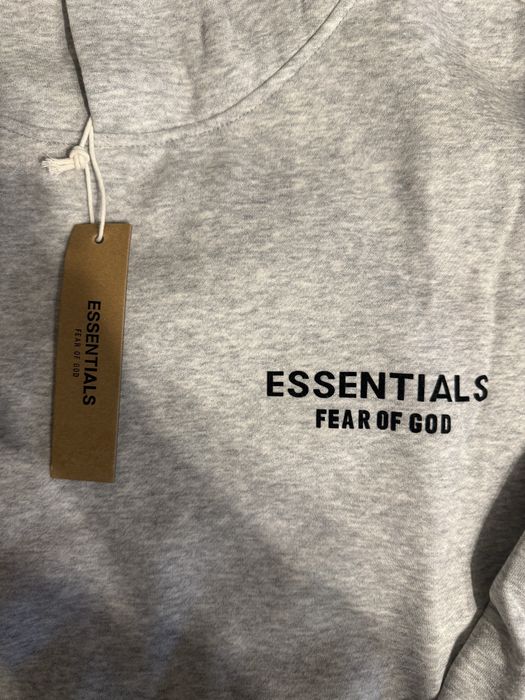 ESSENTIALS
FEAR OF GOD
ESSENTIALS
FEAR OF GOD